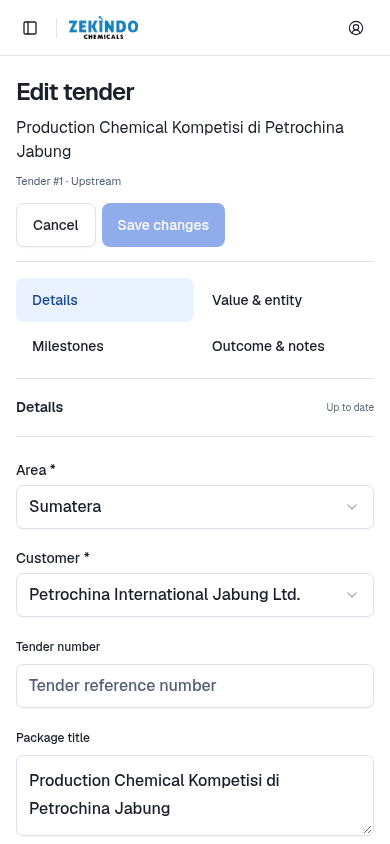 ZEKINDO
CHEMICALS
Edit tender
Production Chemical Kompetisi di Petrochina
Jabung
Tender #1 · Upstream
Cancel
Save changes
Details
Value & entity
Milestones
Outcome & notes
Details
Up to date
Area *
Sumatera
Customer *
Petrochina International Jabung Ltd.
Tender number
Tender reference number
Package title
Production Chemical Kompetisi di
Petrochina Jabung